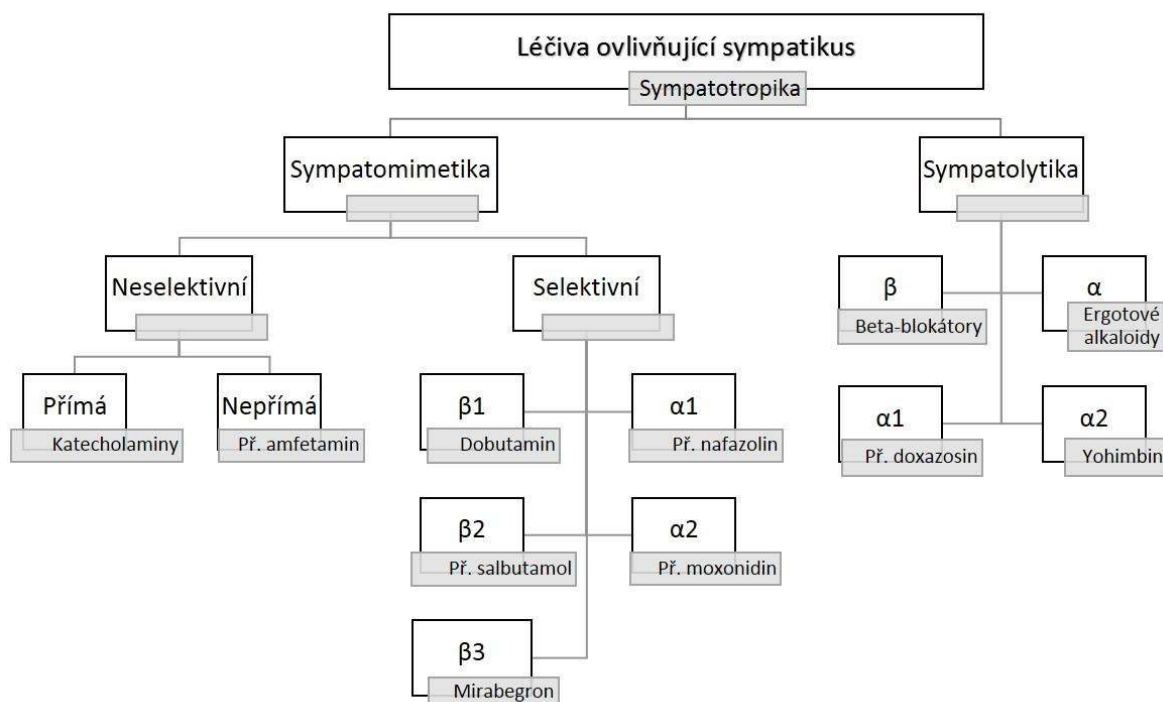 Léčiva ovlivňující sympatikus
Sympatotropika
Sympatomimetika
Sympatolytika
Neselektivní
Selektivní
β
Beta-blokátory
α
Ergotové
alkaloidy
Přímá
Katecholaminy
Nepřímá
Př. amfetamin
β1
Dobutamin
α1
Př. nafazolin
α1
Př. doxazosin
α2
Yohimbin
β2
Př. salbutamol
α2
Př. moxonidin
β3
Mirabegron